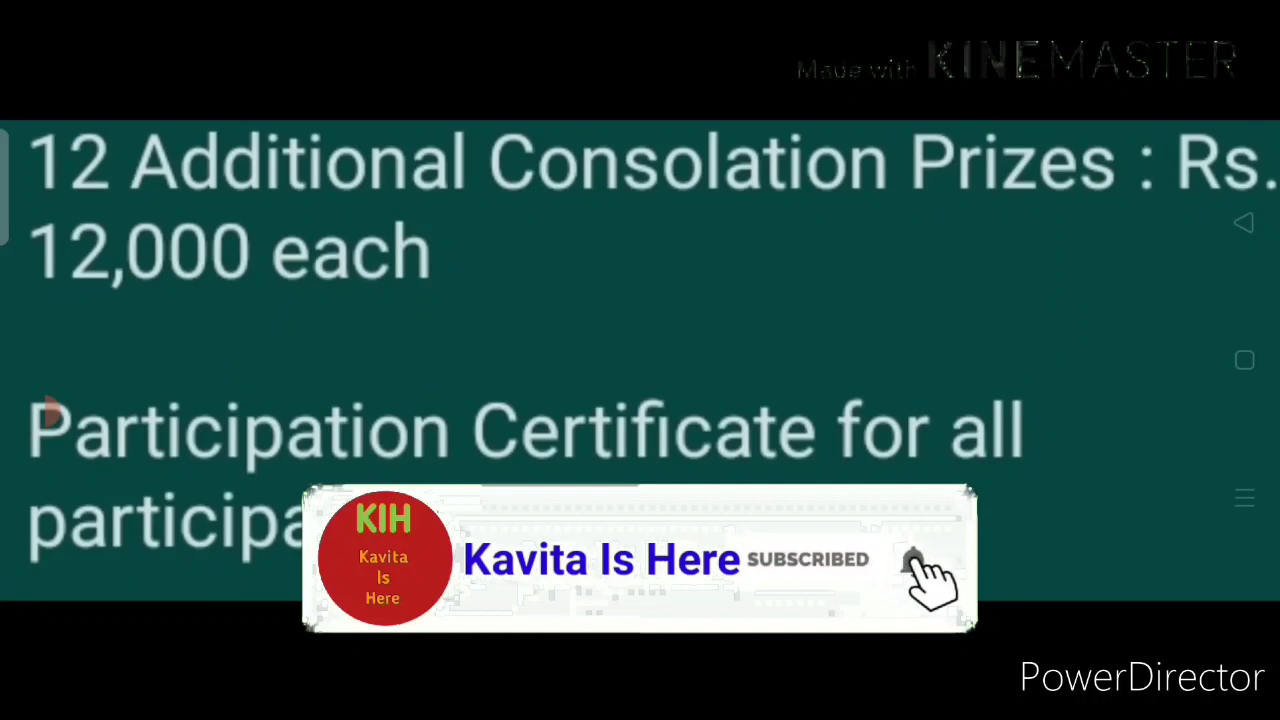 Made with KINEMASTER
12 Additional Consolation Prizes : Rs.
12,000 each
Participation Certificate for all
KIH
Kavita
Is
Here
Kavita Is Here
SUBSCRIBED
PowerDirector